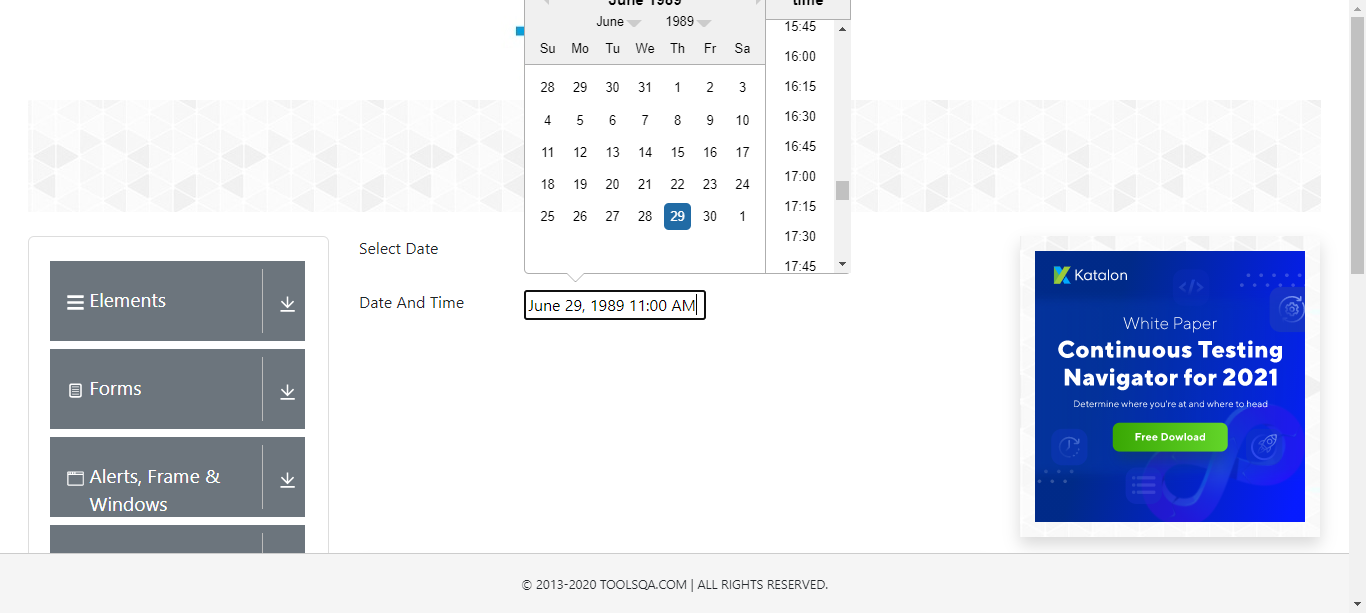 June 1989
time
June 1989
Su Mo Tu We Th Fr Sa
28 29 30 31 1 2 3
4 5 6 7 8 9 10
11 12 13 14 15 16 17
18 19 20 21 22 23 24
25 26 27 28 29 30 1
15:45
16:00
16:15
16:30
16:45
17:00
17:15
17:30
17:45
Select Date
Date And Time
June 29, 1989 11:00 AM
Elements
Forms
Alerts, Frame &
Windows
Katalon
White Paper
Continuous Testing
Navigator for 2021
Determine where you're at and where to head
Free Dowload
© 2013-2020 TOOLSQA.COM | ALL RIGHTS RESERVED.